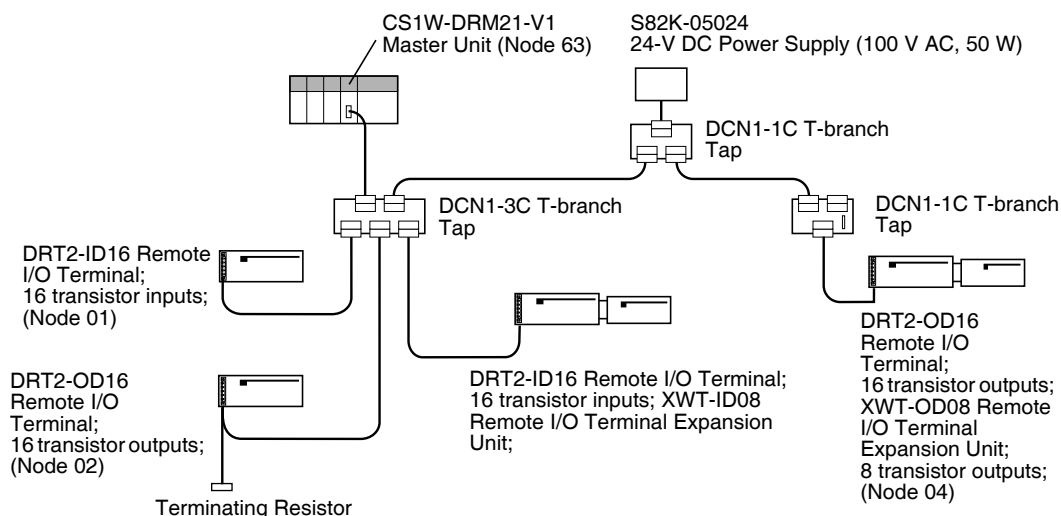 CS1W-DRM21-V1
Master Unit (Node 63)
S82K-05024
24-V DC Power Supply (100 V AC, 50 W)
DCN1-1C T-branch
Tap
DCN1-3C T-branch
Tap
DCN1-1C T-branch
Tap
DRT2-ID16 Remote
I/O Terminal;
16 transistor inputs;
(Node 01)
DRT2-OD16
Remote I/O
Terminal;
16 transistor outputs;
(Node 02)
Terminating Resistor
DRT2-ID16 Remote I/O Terminal;
16 transistor inputs; XWT-ID08
Remote I/O Terminal Expansion
Unit;
DRT2-OD16
Remote I/O
Terminal;
16 transistor outputs;
XWT-OD08 Remote
I/O Terminal
Expansion Unit;
8 transistor outputs;
(Node 04)